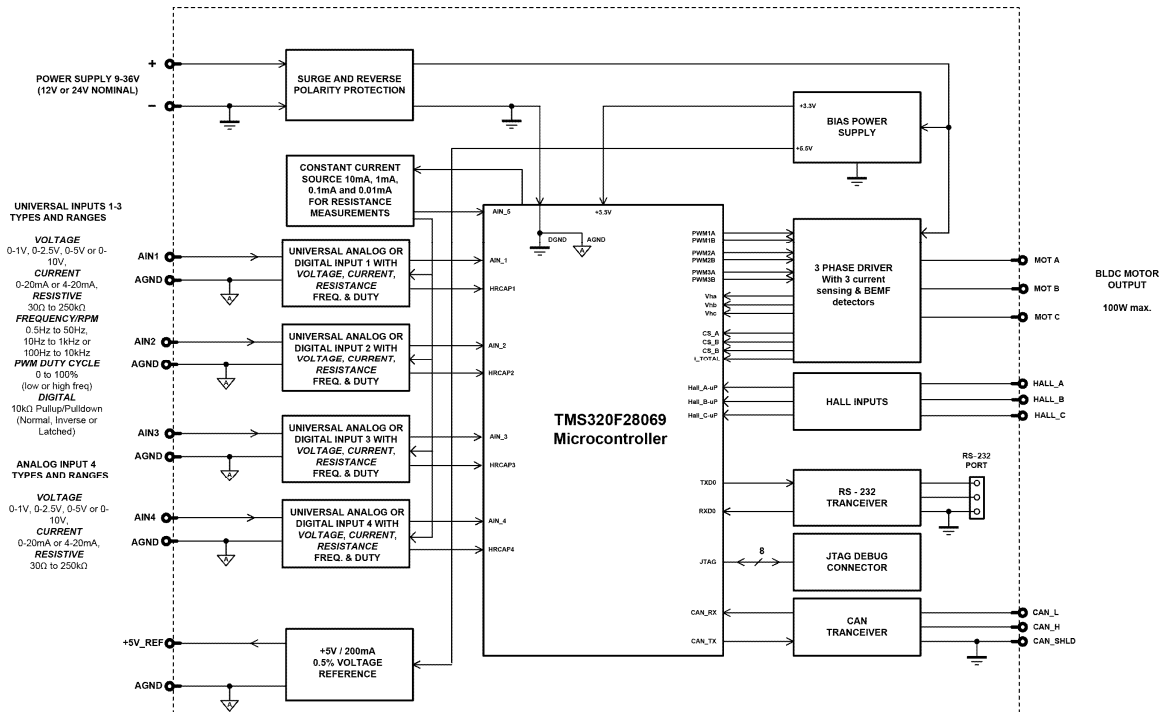 POWER SUPPLY 9-36V
(12V or 24V NOMINAL)
+
–
SURGE AND REVERSE
POLARITY PROTECTION
+3.3V
BIAS POWER
SUPPLY
+5.5V
CONSTANT CURRENT
SOURCE 10mA, 1mA,
0.1mA and 0.01mA
FOR RESISTANCE
MEASUREMENTS
UNIVERSAL INPUTS 1-3
TYPES AND RANGES
VOLTAGE
0-1V, 0-2.5V, 0-5V or 0-
10V,
CURRENT
0-20mA or 4-20mA,
RESISTIVE
30Ω to 250kΩ
FREQUENCY/RPM
0.5Hz to 50Hz,
10Hz to 1kHz or
100Hz to 10kHz
PWM DUTY CYCLE
0 to 100%
(low or high freq)
DIGITAL
10kΩ Pullup/Pulldown
(Normal, Inverse or
Latched)
ANALOG INPUT 4
TYPES AND RANGES
VOLTAGE
0-1V, 0-2.5V, 0-5V or 0-
10V,
CURRENT
0-20mA or 4-20mA,
RESISTIVE
30Ω to 250kΩ
AIN1
AGND
A
UNIVERSAL ANALOG OR
DIGITAL INPUT 1 WITH
VOLTAGE, CURRENT,
RESISTANCE
FREQ. & DUTY
AIN2
AGND
A
UNIVERSAL ANALOG OR
DIGITAL INPUT 2 WITH
VOLTAGE, CURRENT,
RESISTANCE
FREQ. & DUTY
AIN3
AGND
A
UNIVERSAL ANALOG OR
DIGITAL INPUT 3 WITH
VOLTAGE, CURRENT,
RESISTANCE
FREQ. & DUTY
AIN4
AGND
A
UNIVERSAL ANALOG OR
DIGITAL INPUT 4 WITH
VOLTAGE, CURRENT,
RESISTANCE
FREQ. & DUTY
+5V_REF
AGND
A
+5V / 200mA
0.5% VOLTAGE
REFERENCE
AIN_5
+3.3V
DGND
AGND
A
AIN_1
HRCAP1
AIN_2
HRCAP2
AIN_3
HRCAP3
AIN_4
HRCAP4
TMS320F28069
Microcontroller
PWM1A
PWM1B
PWM2A
PWM2B
PWM3A
PWM3B
Vha
Vhb
Vhc
CS_A
CS_B
CS_B
I_TOTAL
Hall_A-uP
Hall_B-uP
Hall_C-uP
TXD0
RXD0
JTAG
8
CAN_RX
CAN_TX
3 PHASE DRIVER
With 3 current
sensing & BEMF
detectors
HALL INPUTS
RS - 232
TRANCEIVER
JTAG DEBUG
CONNECTOR
CAN
TRANCEIVER
MOT A
MOT B
MOT C
BLDC MOTOR
OUTPUT
100W max.
HALL_A
HALL_B
HALL_C
RS-232
PORT
CAN_L
CAN_H
CAN_SHLD